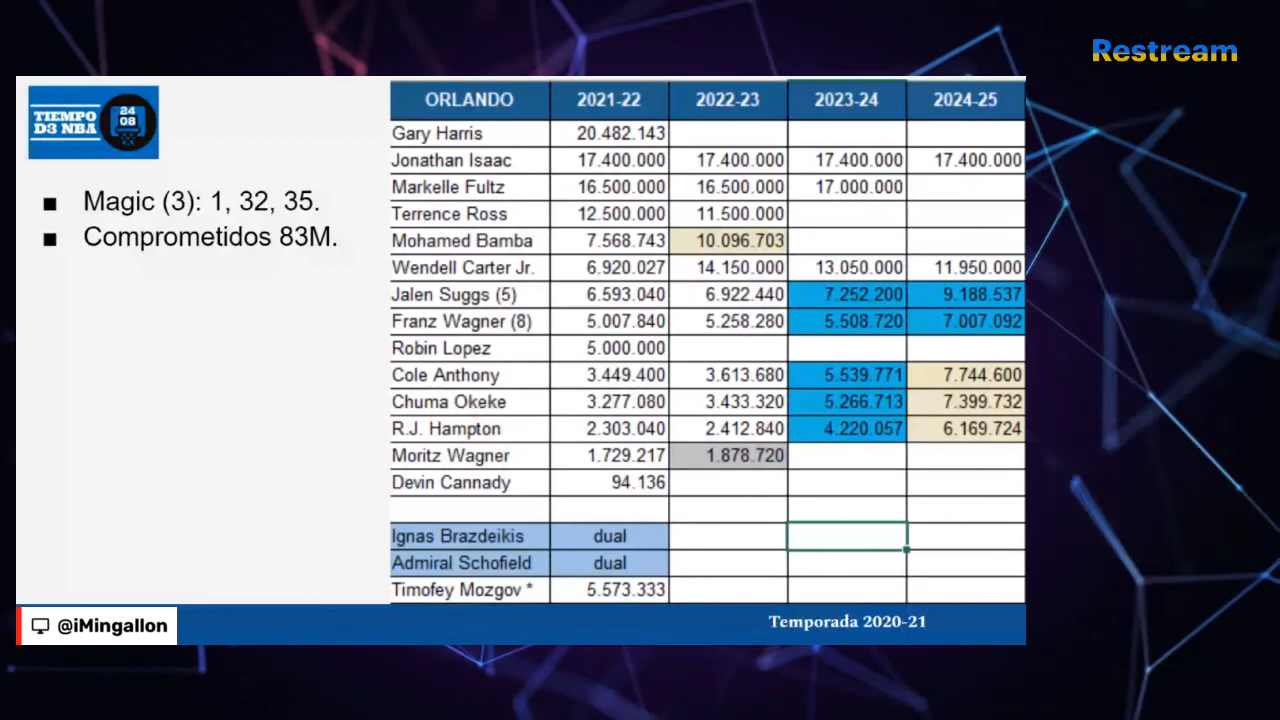 Restream
TIEMPO
D3 NBA
24
08
■ Magic (3): 1, 32, 35.
■ Comprometidos 83M.
ORLANDO 2021-22 2022-23 2023-24 2024-25
Gary Harris 20.482.143
Jonathan Isaac 17.400.000 17.400.000 17.400.000 17.400.000
Markelle Fultz 16.500.000 16.500.000 17.000.000
Terrence Ross 12.500.000 11.500.000
Mohamed Bamba 7.568.743 10.096.703
Wendell Carter Jr. 6.920.027 14.150.000 13.050.000 11.950.000
Jalen Suggs (5) 6.593.040 6.922.440 7.252.200 9.188.537
Franz Wagner (8) 5.007.840 5.258.280 5.508.720 7.007.092
Robin Lopez 5.000.000
Cole Anthony 3.449.400 3.613.680 5.539.771 7.744.600
Chuma Okeke 3.277.080 3.433.320 5.266.713 7.399.732
R.J. Hampton 2.303.040 2.412.840 4.220.057 6.169.724
Moritz Wagner 1.729.217 1.878.720
Devin Cannady 94.136
Ignas Brazdeikis dual
Admiral Schofield dual
Timofey Mozgov * 5.573.333
@iMingallon
Temporada 2020-21